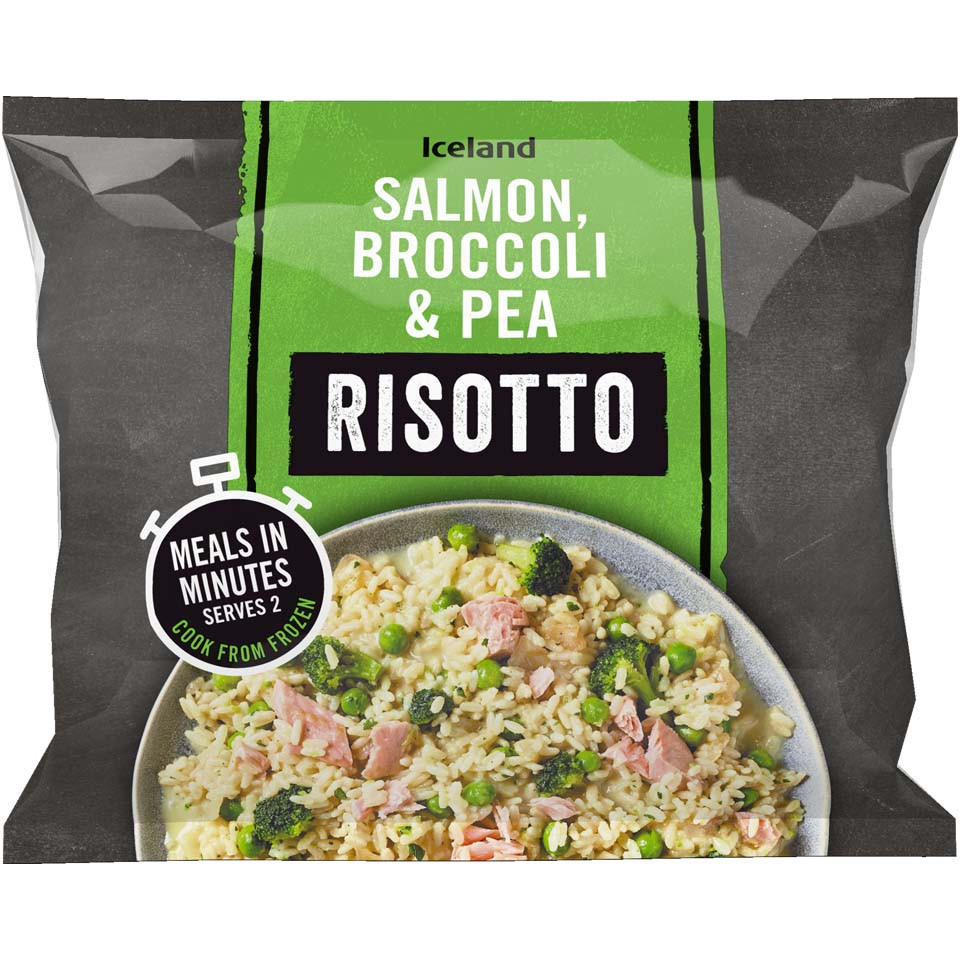 Iceland
SALMON,
BROCCOLI
& PEA
RISOTTO
MEALS IN
MINUTES
SERVES 2
COOK FROM FROZEN